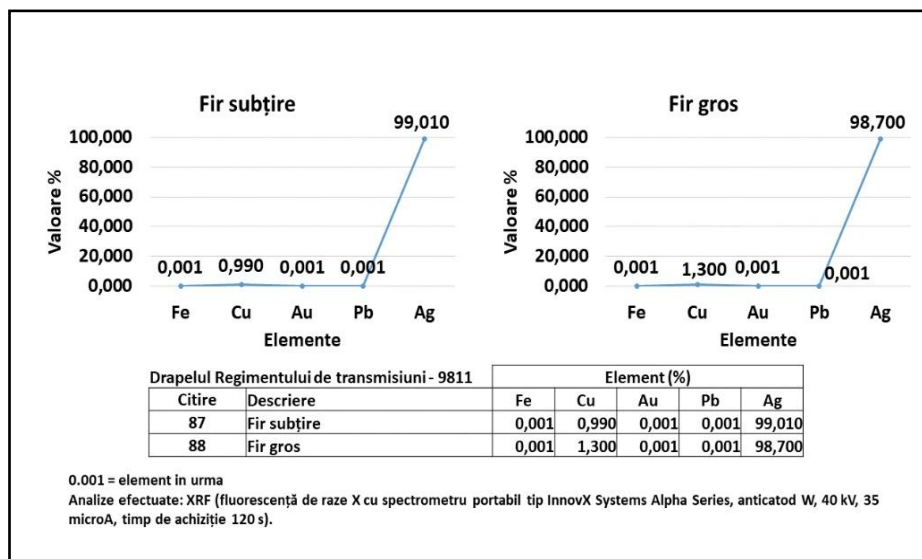 Fir subțire
99,010
100,000
80,000
60,000
40,000
20,000
0,000
Valoare %
0,001 0,990 0,001 0,001
Fe Cu Au Pb Ag
Elemente
Fir gros
98,700
100,000
80,000
60,000
40,000
20,000
0,000
Valoare %
0,001 1,300 0,001 0,001
Fe Cu Au Pb Ag
Elemente
Drapelul Regimentului de transmisiuni - 9811 Element (%)
Citire Descriere Fe Cu Au Pb Ag
87 Fir subțire 0,001 0,990 0,001 0,001 99,010
88 Fir gros 0,001 1,300 0,001 0,001 98,700
0.001 = element in urma
Analize efectuate: XRF (fluorescență de raze X cu spectrometru portabil tip InnovX Systems Alpha Series, anticatod W, 40 kV, 35
microA, timp de achiziție 120 s).